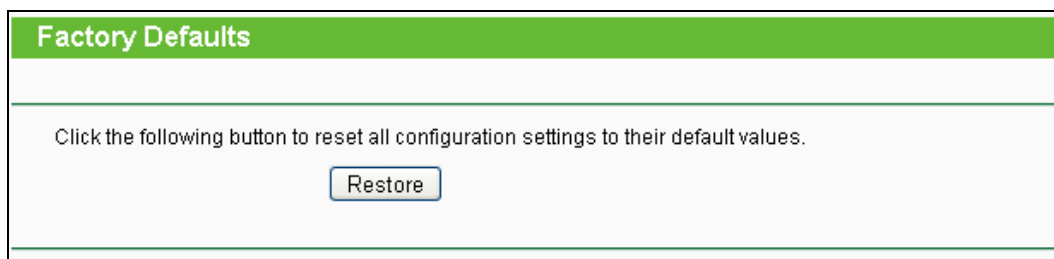 Factory Defaults
Click the following button to reset all configuration settings to their default values.
Restore